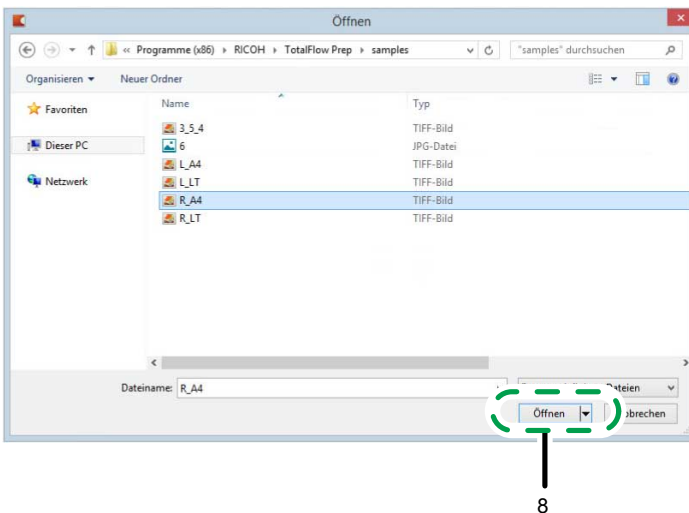 Öffnen
« Programme (x86) RICOH TotalFlow Prep samples "samples" durchsuchen
Organisieren Neuer Ordner
Name Typ
Favoriten
3_5_4 TIFF-Bild
Dieser PC 6 JPG-Datei
L_A4 TIFF-Bild
Netzwerk L_LT TIFF-Bild
R_A4 TIFF-Bild
R_LT TIFF-Bild
Dateiname: R_A4
Öffnen
8